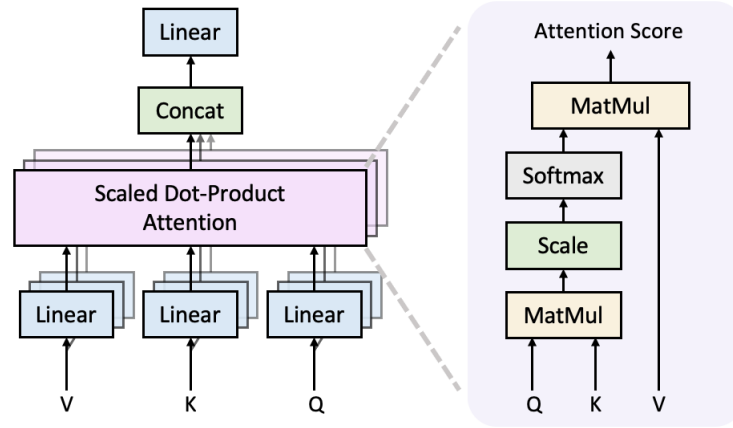 Linear
Concat
Scaled Dot-Product
Attention
Linear
Linear
Linear
V
K
Q
Attention Score
MatMul
Softmax
Scale
MatMul
Q
K
V